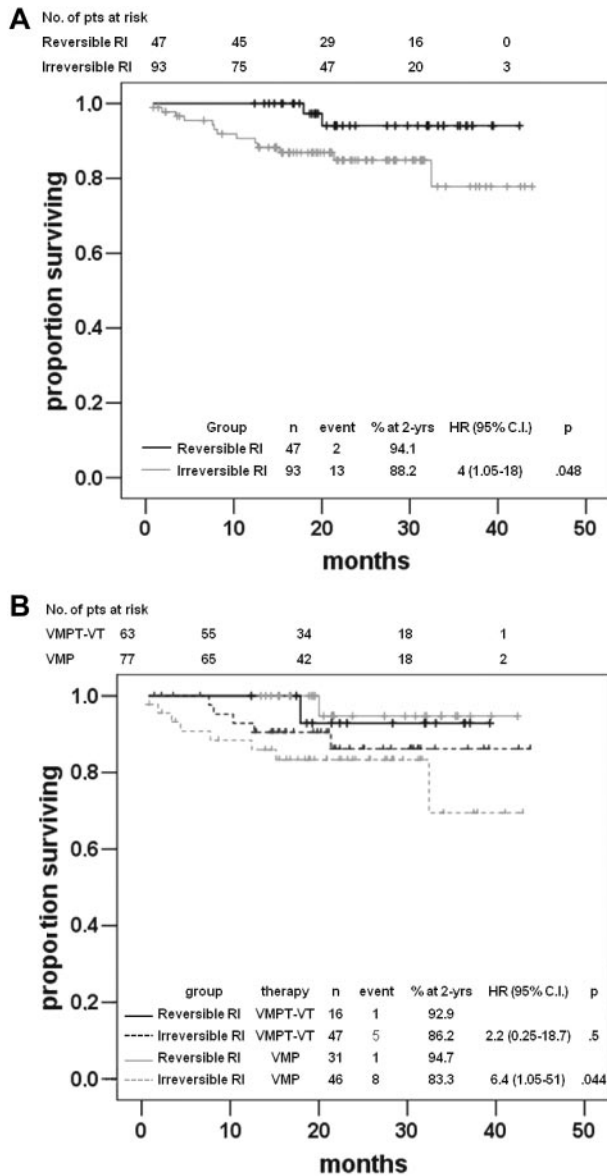 A No. of pts at risk
Reversible RI 47 45 29 16 0
Irreversible RI 93 75 47 20 3
1.0
0.8
0.6
0.4
0.2
0.0
proportion surviving
Group n event % at 2-yrs HR (95% C.I.) p
Reversible RI 47 2 94.1
Irreversible RI 93 13 88.2 4 (1.05-18) .048
0 10 20 30 40 50
months
B No. of pts at risk
VMPT-VT 63 55 34 18 1
VMP 77 65 42 18 2
1.0
0.8
0.6
0.4
0.2
0.0
proportion surviving
group therapy n event % at 2-yrs HR (95% C.I.) p
Reversible RI VMPT-VT 16 1 92.9
Irreversible RI VMPT-VT 47 5 86.2 2.2 (0.25-18.7) .5
Reversible RI VMP 31 1 94.7
Irreversible RI VMP 46 8 83.3 6.4 (1.05-51) .044
0 10 20 30 40 50
months